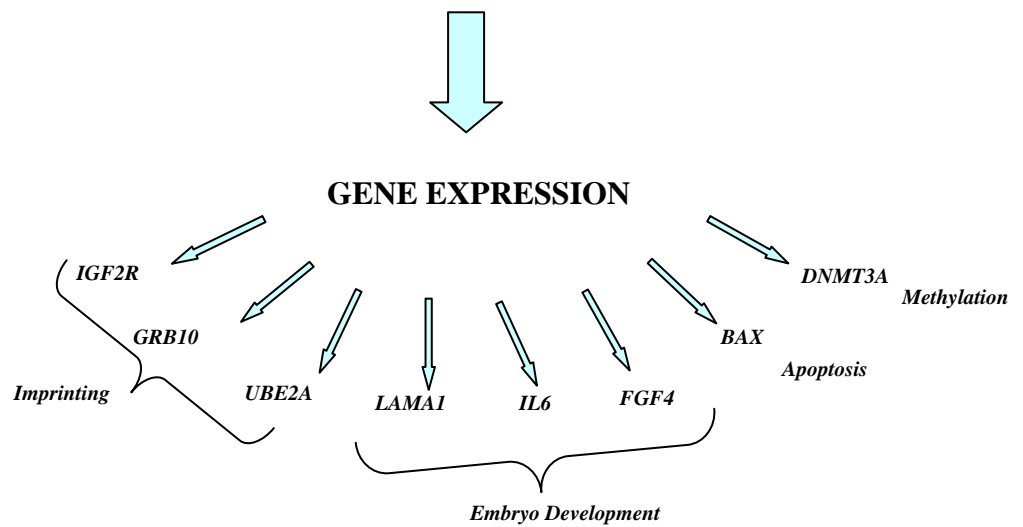 GENE EXPRESSION
IGF2R
DNMT3A
Methylation
GRB10
BAX
Apoptosis
Imprinting
UBE2A
LAMA1
IL6
FGF4
Embryo Development